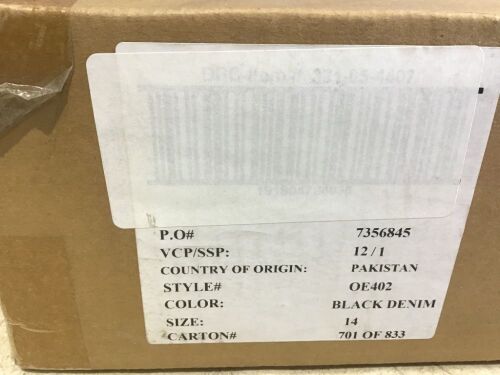 P.O# 7356845
VCP/SSP: 12 / 1
COUNTRY OF ORIGIN: PAKISTAN
STYLE# OE402
COLOR: BLACK DENIM
SIZE: 14
CARTON# 701 OF 833